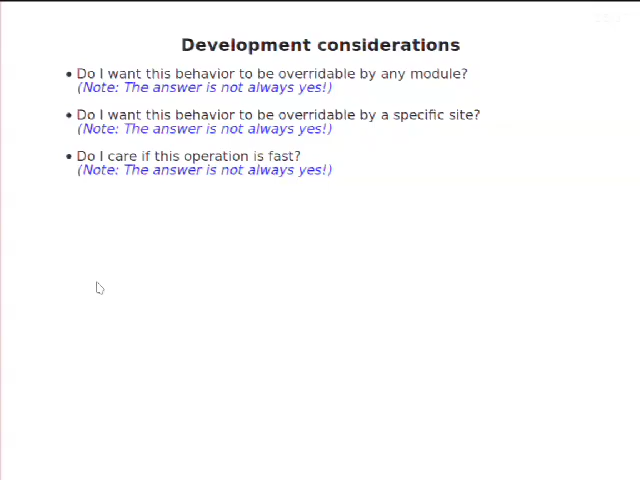 Development considerations
• Do I want this behavior to be overridable by any module?
(Note: The answer is not always yes!)
• Do I want this behavior to be overridable by a specific site?
(Note: The answer is not always yes!)
• Do I care if this operation is fast?
(Note: The answer is not always yes!)